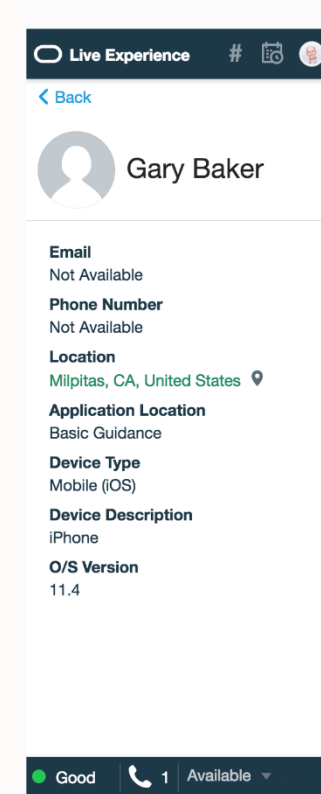 Live Experience #
Back
Gary Baker
Email
Not Available
Phone Number
Not Available
Location
Milpitas, CA, United States
Application Location
Basic Guidance
Device Type
Mobile (iOS)
Device Description
iPhone
O/S Version
11.4
Good 1 Available